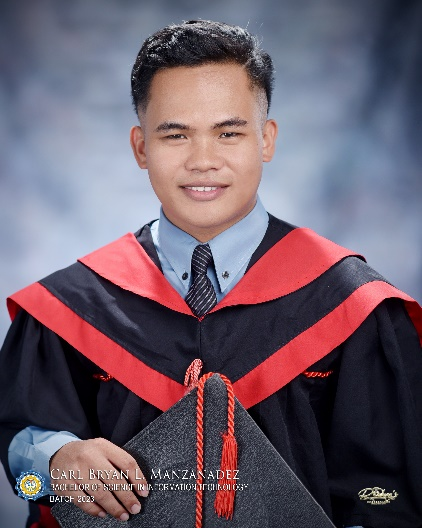 CARL BRYAN L. MANZANADEZ
BACHELOR OF SCIENCE IN INFORMATION TECHNOLOGY
BATCH 2023